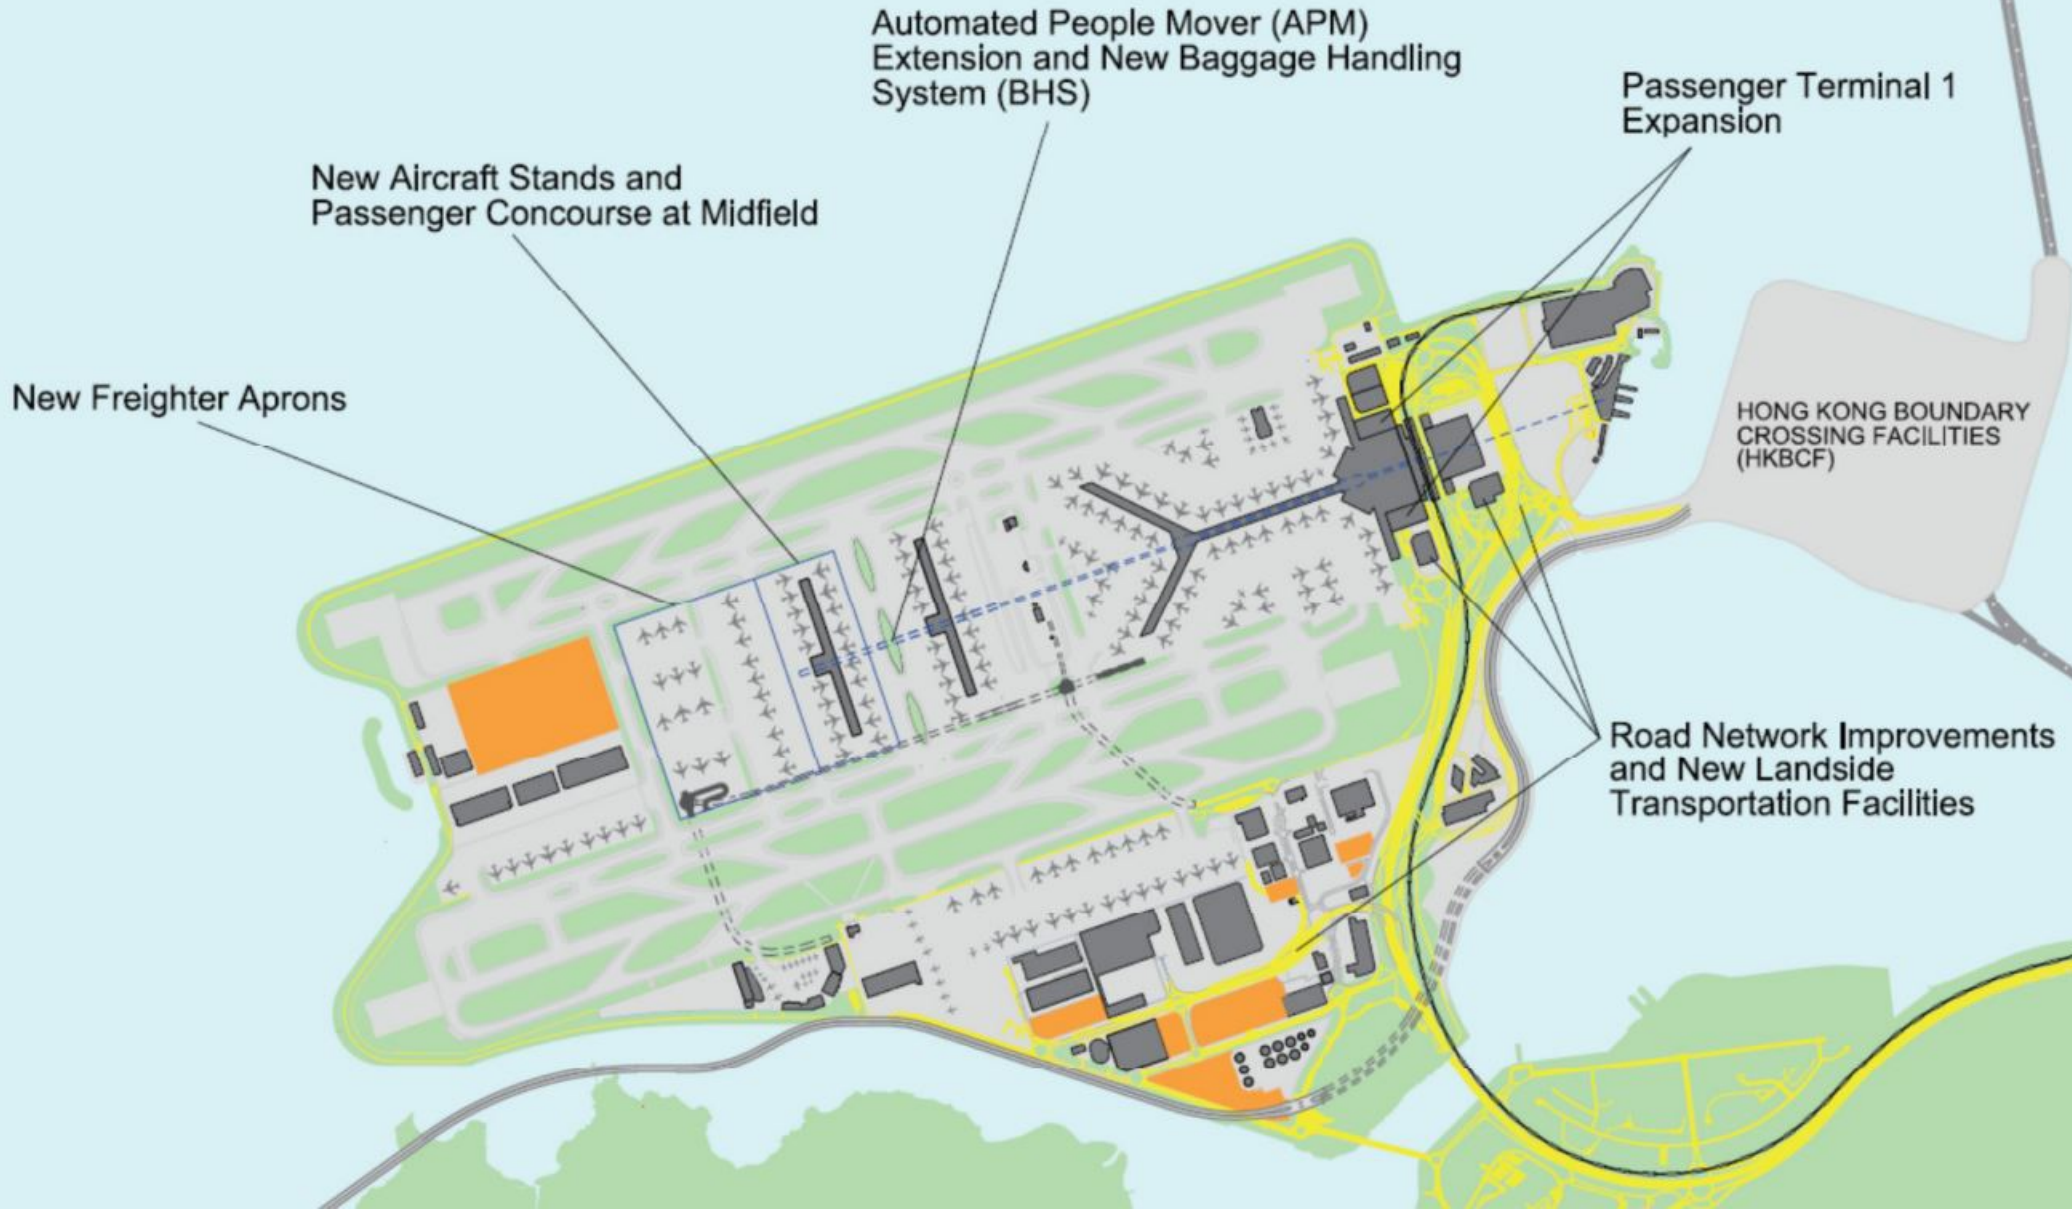 Automated People Mover (APM)
Extension and New Baggage Handling
System (BHS)
Passenger Terminal 1
Expansion
New Aircraft Stands and
Passenger Concourse at Midfield
New Freighter Aprons
HONG KONG BOUNDARY
CROSSING FACILITIES
(HKBCF)
Road Network Improvements
and New Landside
Transportation Facilities